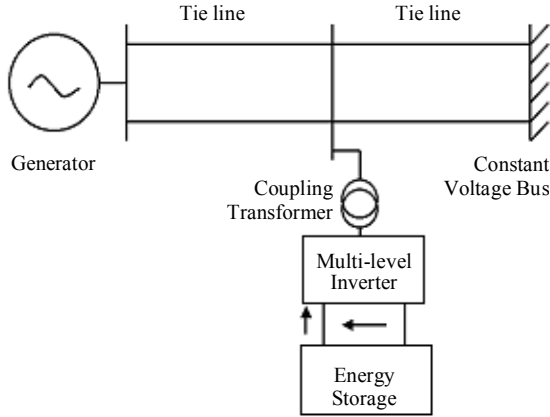 Tie line
Tie line
Generator
Constant
Voltage Bus
Coupling
Transformer
Multi-level
Inverter
Energy
Storage